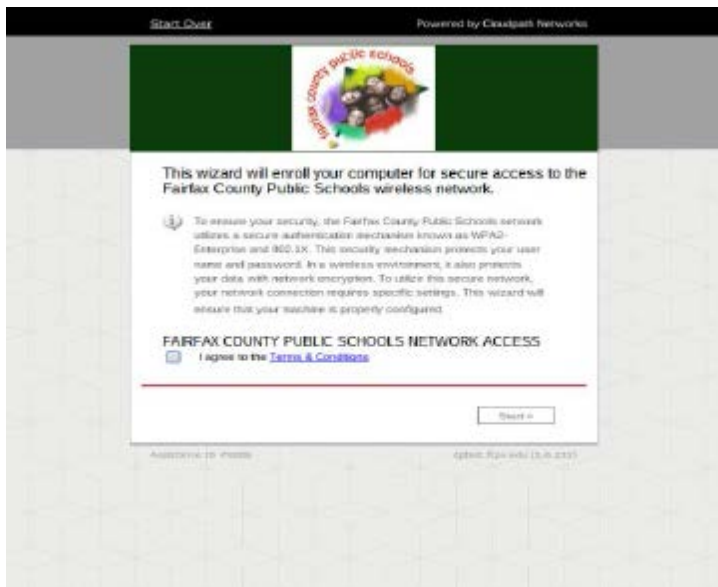 Start Over
Powered by Cloudpath Networks
fairfax county public schools
This wizard will enroll your computer for secure access to the
Fairfax County Public Schools wireless network.
To ensure your security, the Fairfax County Public Schools network
utilizes a secure authentication mechanism known as WPA2-
Enterprise and 802.1X. This security mechanism protects your user
name and password. In a wireless environment, it also protects
your data with network encryption. To utilize this secure network,
your network connection requires specific settings. This wizard will
ensure that your machine is properly configured.
FAIRFAX COUNTY PUBLIC SCHOOLS NETWORK ACCESS
I agree to the Terms & Conditions
Start >